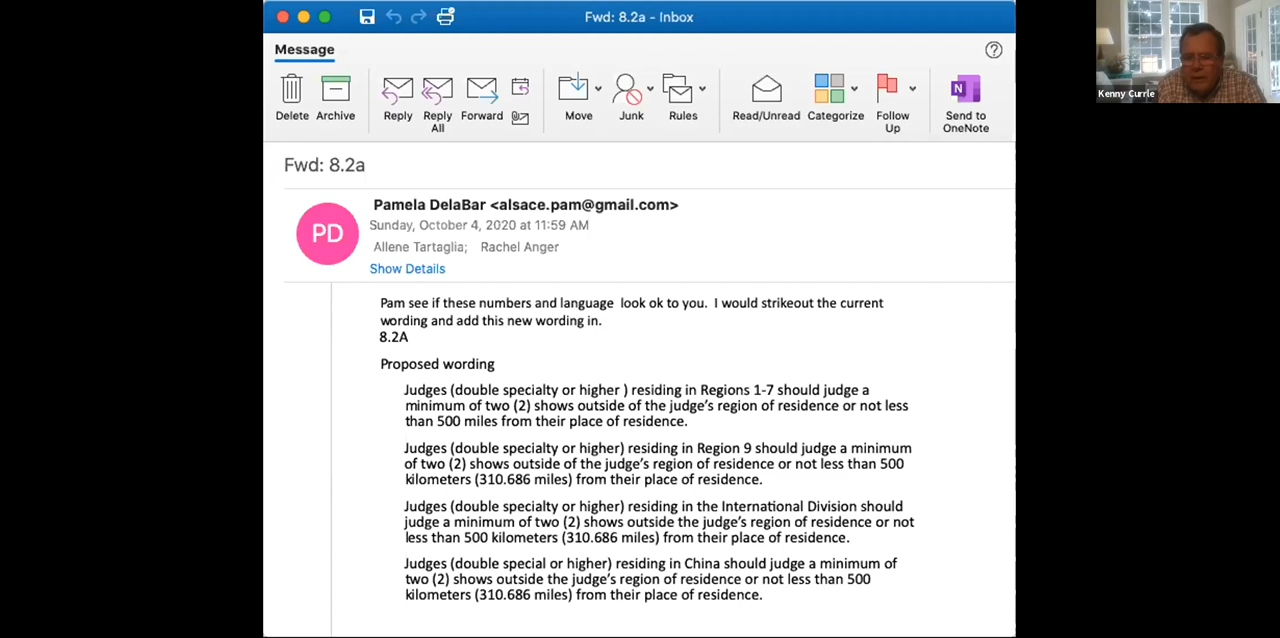 Fwd: 8.2a - Inbox
Message
Delete
Archive
Reply
Reply
All
Forward
Move
Junk
Rules
Read/Unread
Categorize
Follow
Up
N
Send to
OneNote
Kenny Currle
Fwd: 8.2a
PD
Pamela DelaBar <alsace.pam@gmail.com>
Sunday, October 4, 2020 at 11:59 AM
Allene Tartaglia; Rachel Anger
Show Details
Pam see if these numbers and language look ok to you. I would strikeout the current
wording and add this new wording in.
8.2A
Proposed wording
Judges (double specialty or higher ) residing in Regions 1-7 should judge a
minimum of two (2) shows outside of the judge's region of residence or not less
than 500 miles from their place of residence.
Judges (double specialty or higher) residing in Region 9 should judge a minimum
of two (2) shows outside of the judge's region of residence or not less than 500
kilometers (310.686 miles) from their place of residence.
Judges (double specialty or higher) residing in the International Division should
judge a minimum of two (2) shows outside the judge's region of residence or not
less than 500 kilometers (310.686 miles) from their place of residence.
Judges (double special or higher) residing in China should judge a minimum of
two (2) shows outside the judge's region of residence or not less than 500
kilometers (310.686 miles) from their place of residence.